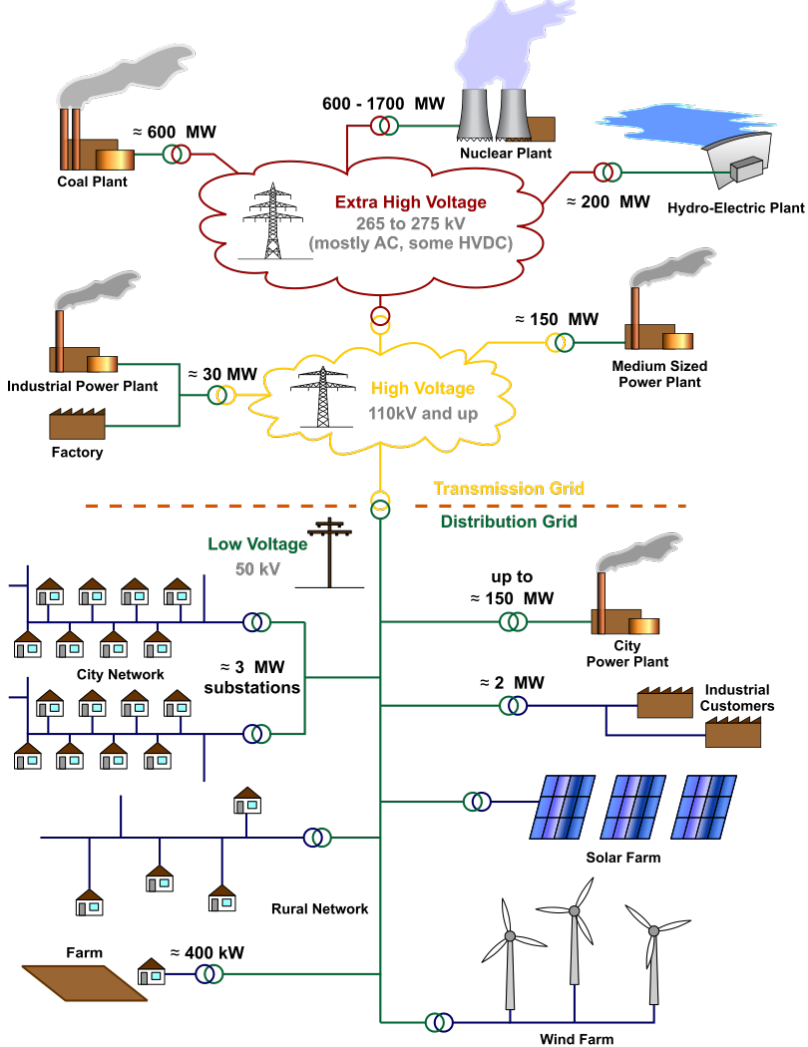 600 - 1700 MW
≈ 600 MW
Nuclear Plant
Coal Plant
Extra High Voltage
265 to 275 kV
(mostly AC, some HVDC)
≈ 200 MW
Hydro-Electric Plant
≈ 150 MW
Medium Sized
Power Plant
Industrial Power Plant
≈ 30 MW
High Voltage
110kV and up
Factory
Transmission Grid
Distribution Grid
Low Voltage
50 kV
up to
≈ 150 MW
City
Power Plant
City Network
≈ 3 MW
substations
≈ 2 MW
Industrial
Customers
Solar Farm
Rural Network
Farm
≈ 400 kW
Wind Farm